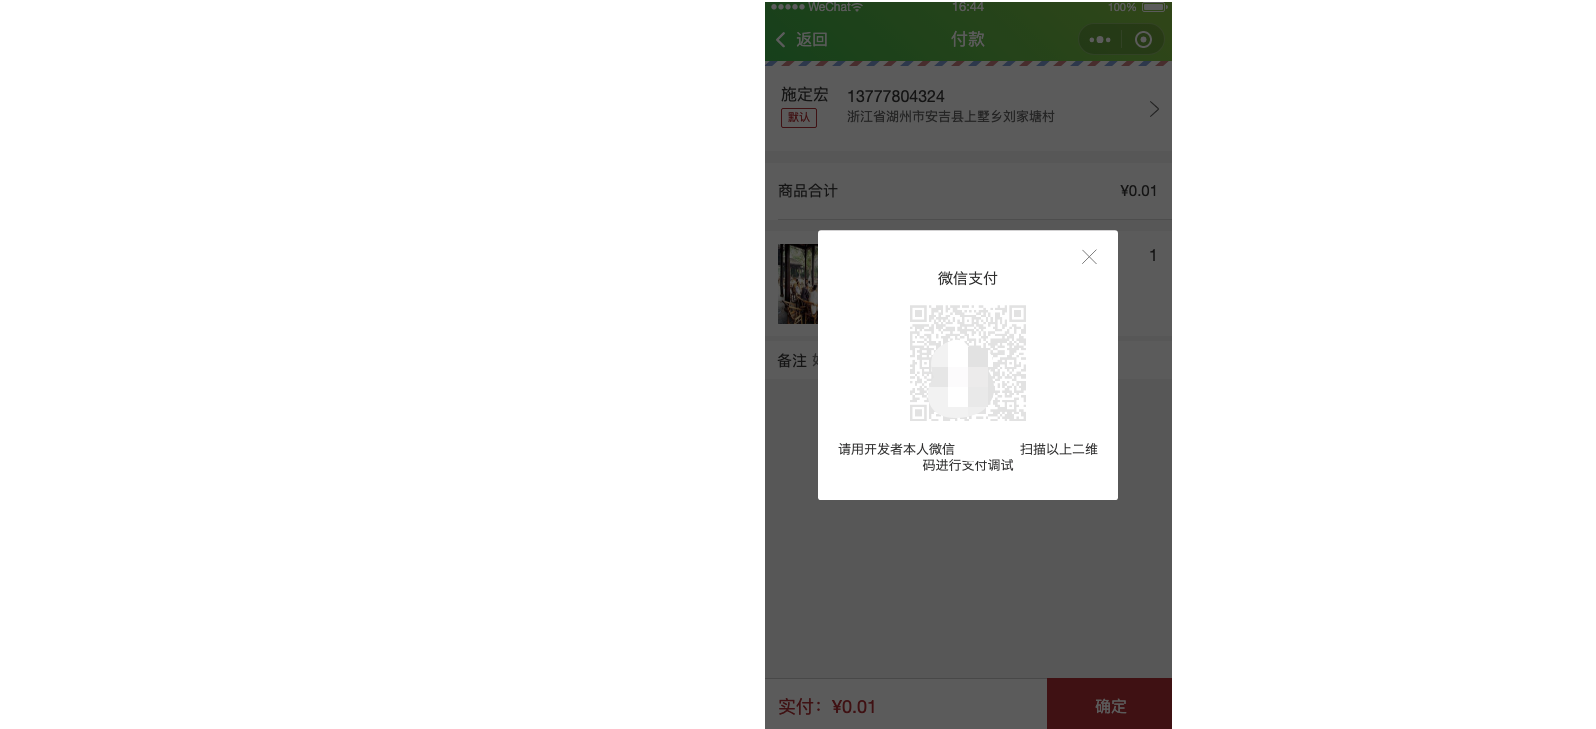 WeChat
16:44
100%
返回
付款
施定宏
13777804324
默认
浙江省湖州市安吉县上墅乡刘家塘村
商品合计
¥0.01
1
微信支付
备注
请用开发者本人微信 扫描以上二维
码进行支付调试
实付：¥0.01
确定